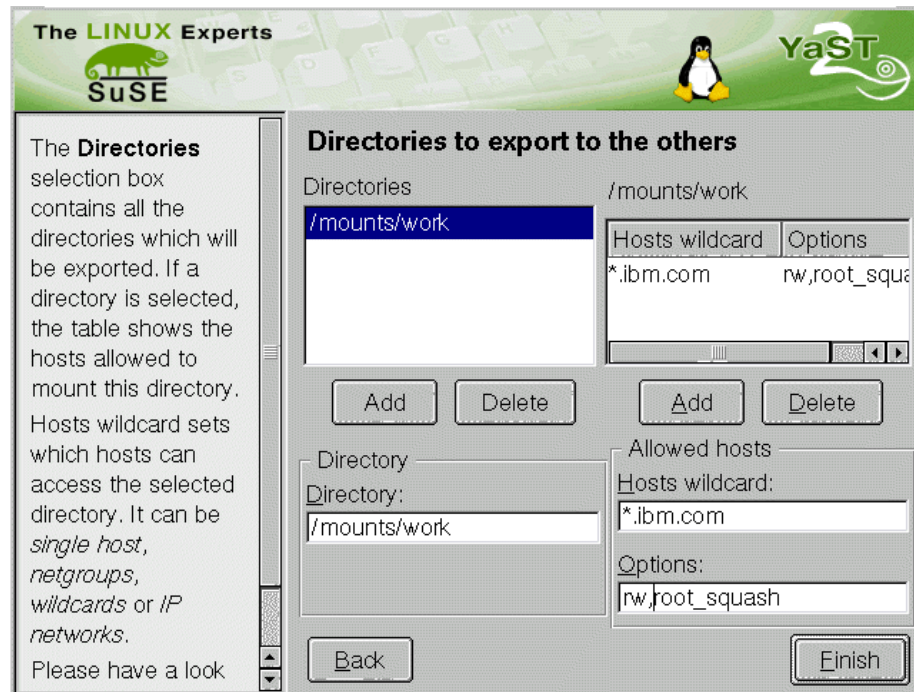 The LINUX Experts
SuSE
YaST
2
The Directories
selection box
contains all the
directories which will
be exported. If a
directory is selected,
the table shows the
hosts allowed to
mount this directory.
Hosts wildcard sets
which hosts can
access the selected
directory. It can be
single host,
netgroups,
wildcards or IP
networks.
Please have a look
Directories to export to the others
Directories
/mounts/work
Add
Delete
/mounts/work
Hosts wildcard Options
*.ibm.com rw,root_squa
Add
Delete
Directory
Directory:
/mounts/work
Allowed hosts
Hosts wildcard:
*.ibm.com
Options:
rw,root_squash
Back
Finish